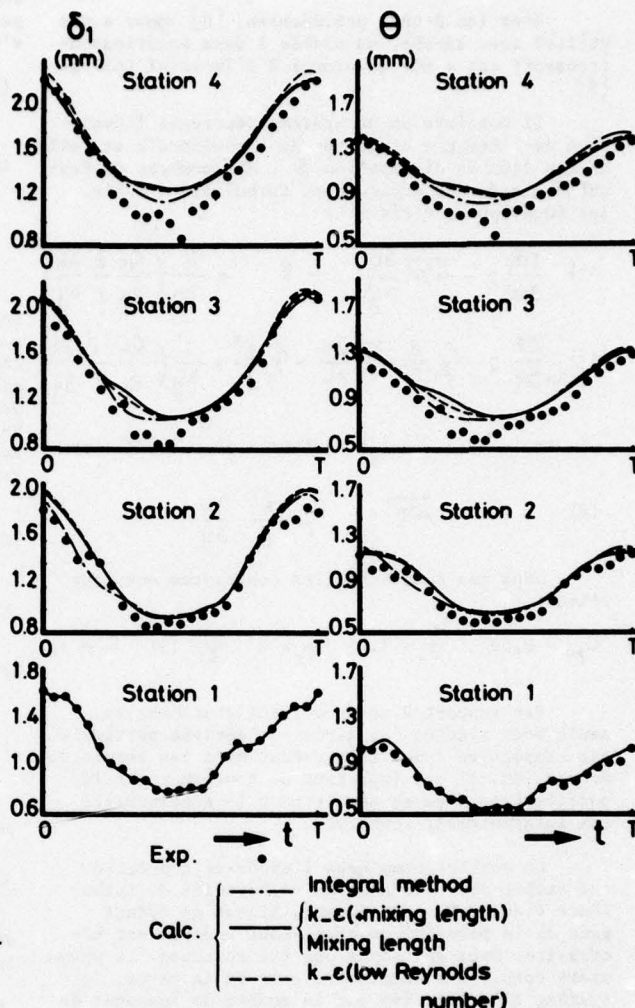 δ1 θ
(mm) (mm)
Station 4 Station 4
2.0 1.7
1.6 1.3
1.2 0.9
0.8 0.5
Station 3 Station 3
2.0 1.7
1.6 1.3
1.2 0.9
0.8 0.5
0 T 0 T
Station 2 Station 2
2.0 1.7
1.6 1.3
1.2 0.9
0.8 0.5
0 T 0 T
Station 1 Station 1
1.8 1.7
1.4 1.3
1.0 0.9
0.6 0.5
0 t T 0 t T
Exp.
Calc.
Integral method
k_ε(+mixing length)
Mixing length
k_ε(low Reynolds
number)